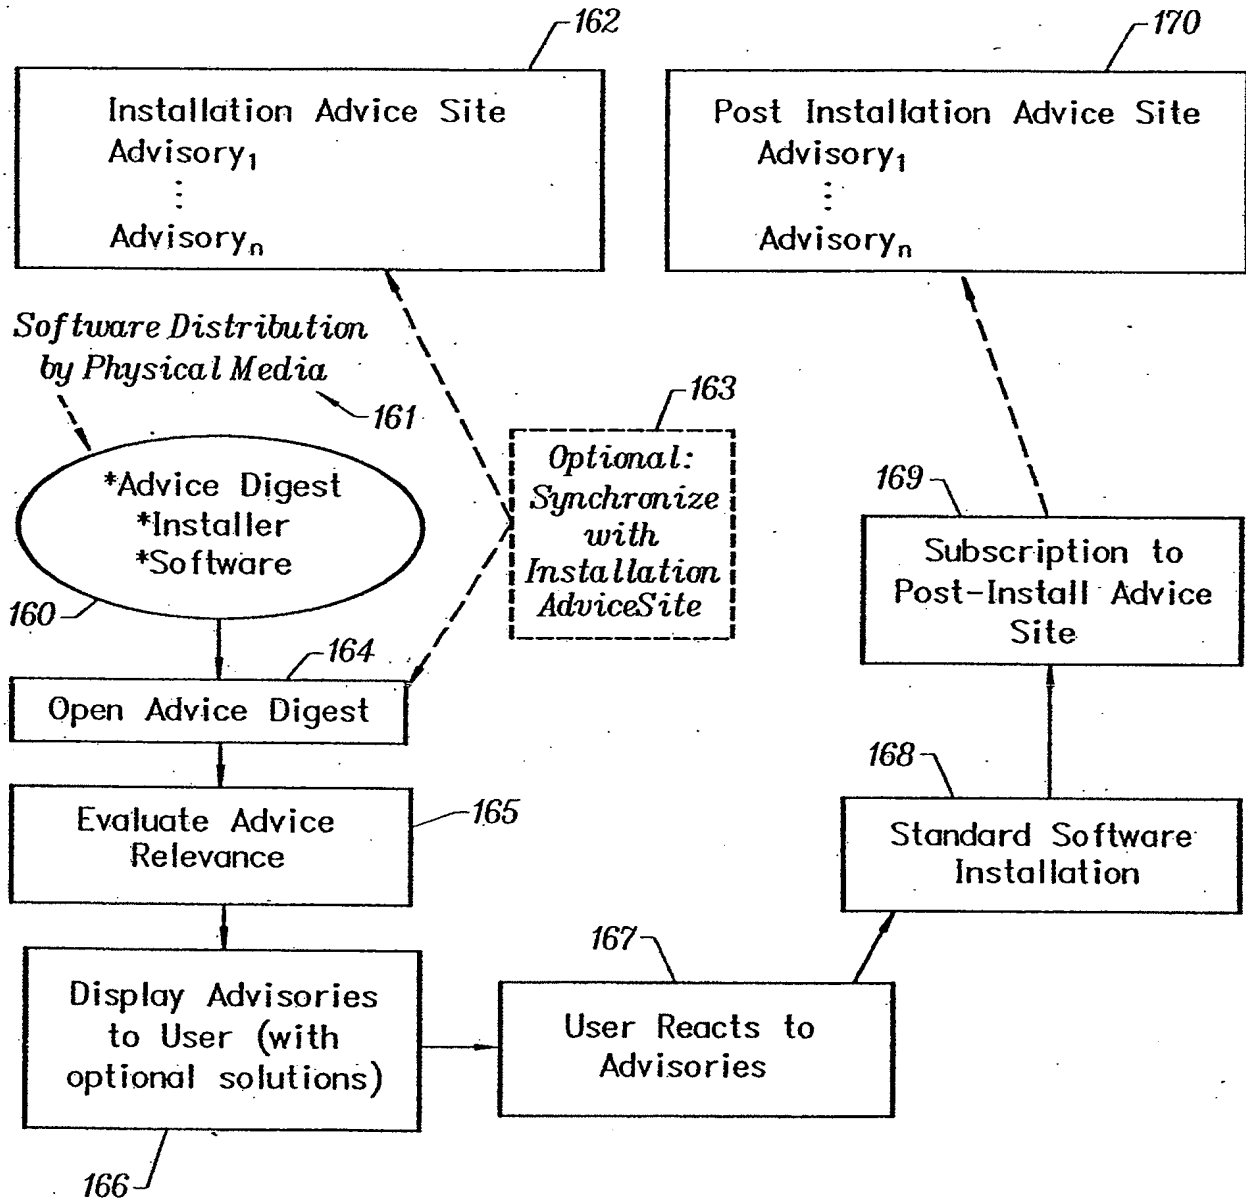 162
Installation Advice Site
Advisory₁
⋮
Advisoryₙ
170
Post Installation Advice Site
Advisory₁
⋮
Advisoryₙ
Software Distribution
by Physical Media
161
*Advice Digest
*Installer
*Software
160
163
Optional:
Synchronize
with
Installation
AdviceSite
164
Open Advice Digest
Evaluate Advice
Relevance
165
Display Advisories
to User (with
optional solutions)
166
167
User Reacts to
Advisories
168
Standard Software
Installation
169
Subscription to
Post-Install Advice
Site